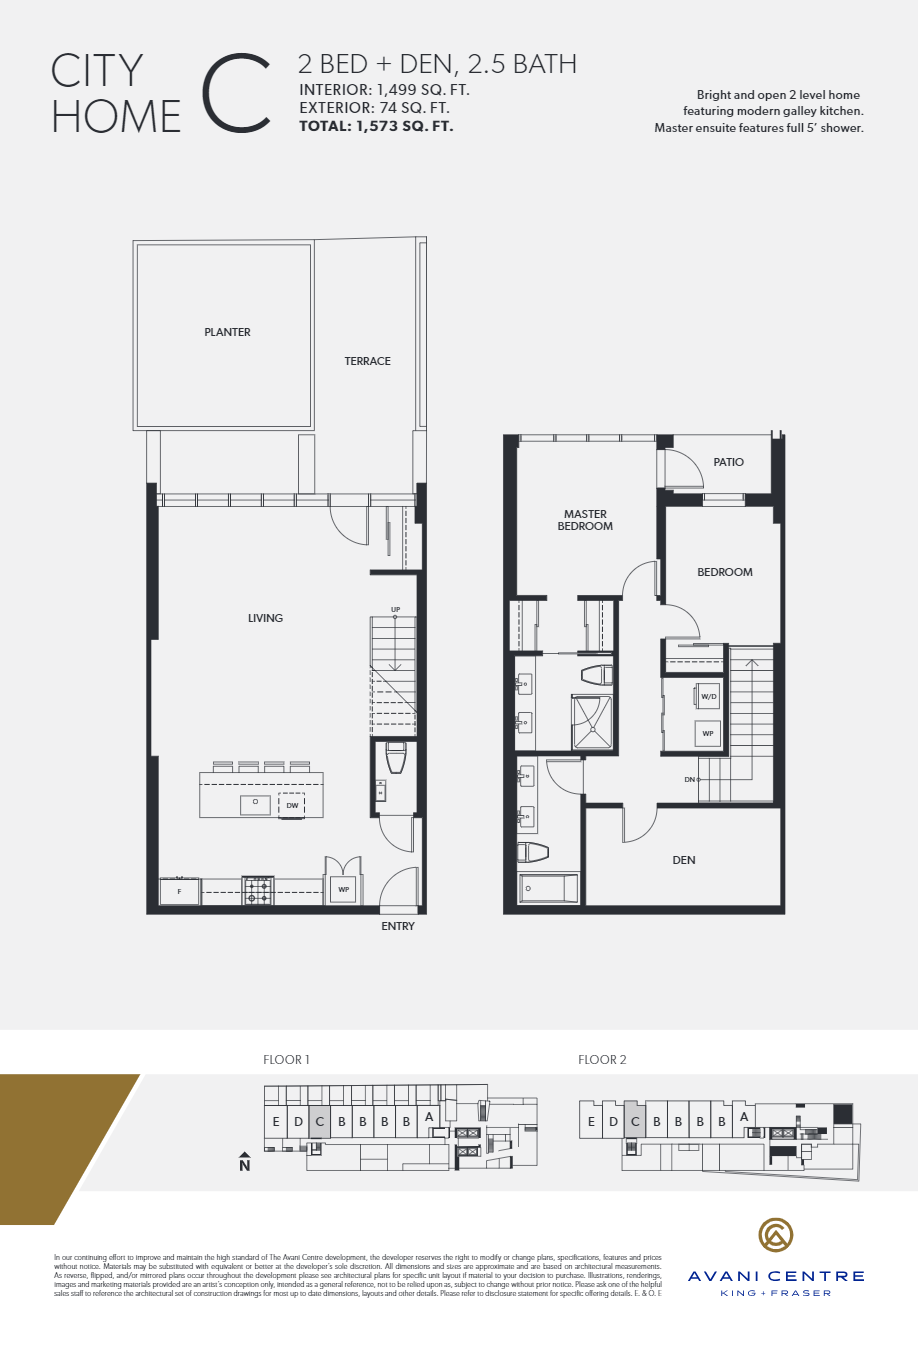 CITY
HOME
C
2 BED + DEN, 2.5 BATH
INTERIOR: 1,499 SQ. FT.
EXTERIOR: 74 SQ. FT.
TOTAL: 1,573 SQ. FT.
Bright and open 2 level home
featuring modern galley kitchen.
Master ensuite features full 5' shower.
PLANTER
TERRACE
LIVING
UP
DW
F
WP
ENTRY
PATIO
MASTER
BEDROOM
BEDROOM
W/D
WP
DN
DEN
FLOOR 1
E D C B B B B A
N
FLOOR 2
E D C B B B B A
In our continuing effort to improve and maintain the high standard of The Avani Centre development, the developer reserves the right to modify or change plans, specifications, features and prices
without notice. Materials may be substituted with equivalent or better at the developer's sole discretion. All dimensions and sizes are approximate and are based on architectural measurements.
As reverse, flipped, and/or mirrored plans occur throughout the development please see architectural plans for specific unit layout if material to your decision to purchase. Illustrations, renderings,
images and marketing materials provided are an artist's conception only, intended as a general reference, not to be relied upon as, subject to change without prior notice. Please ask one of the helpful
sales staff to reference the architectural set of construction drawings for most up to date dimensions, layouts and other details. Please refer to disclosure statement for specific offering details. E. & O. E
AVANI CENTRE
KING + FRASER